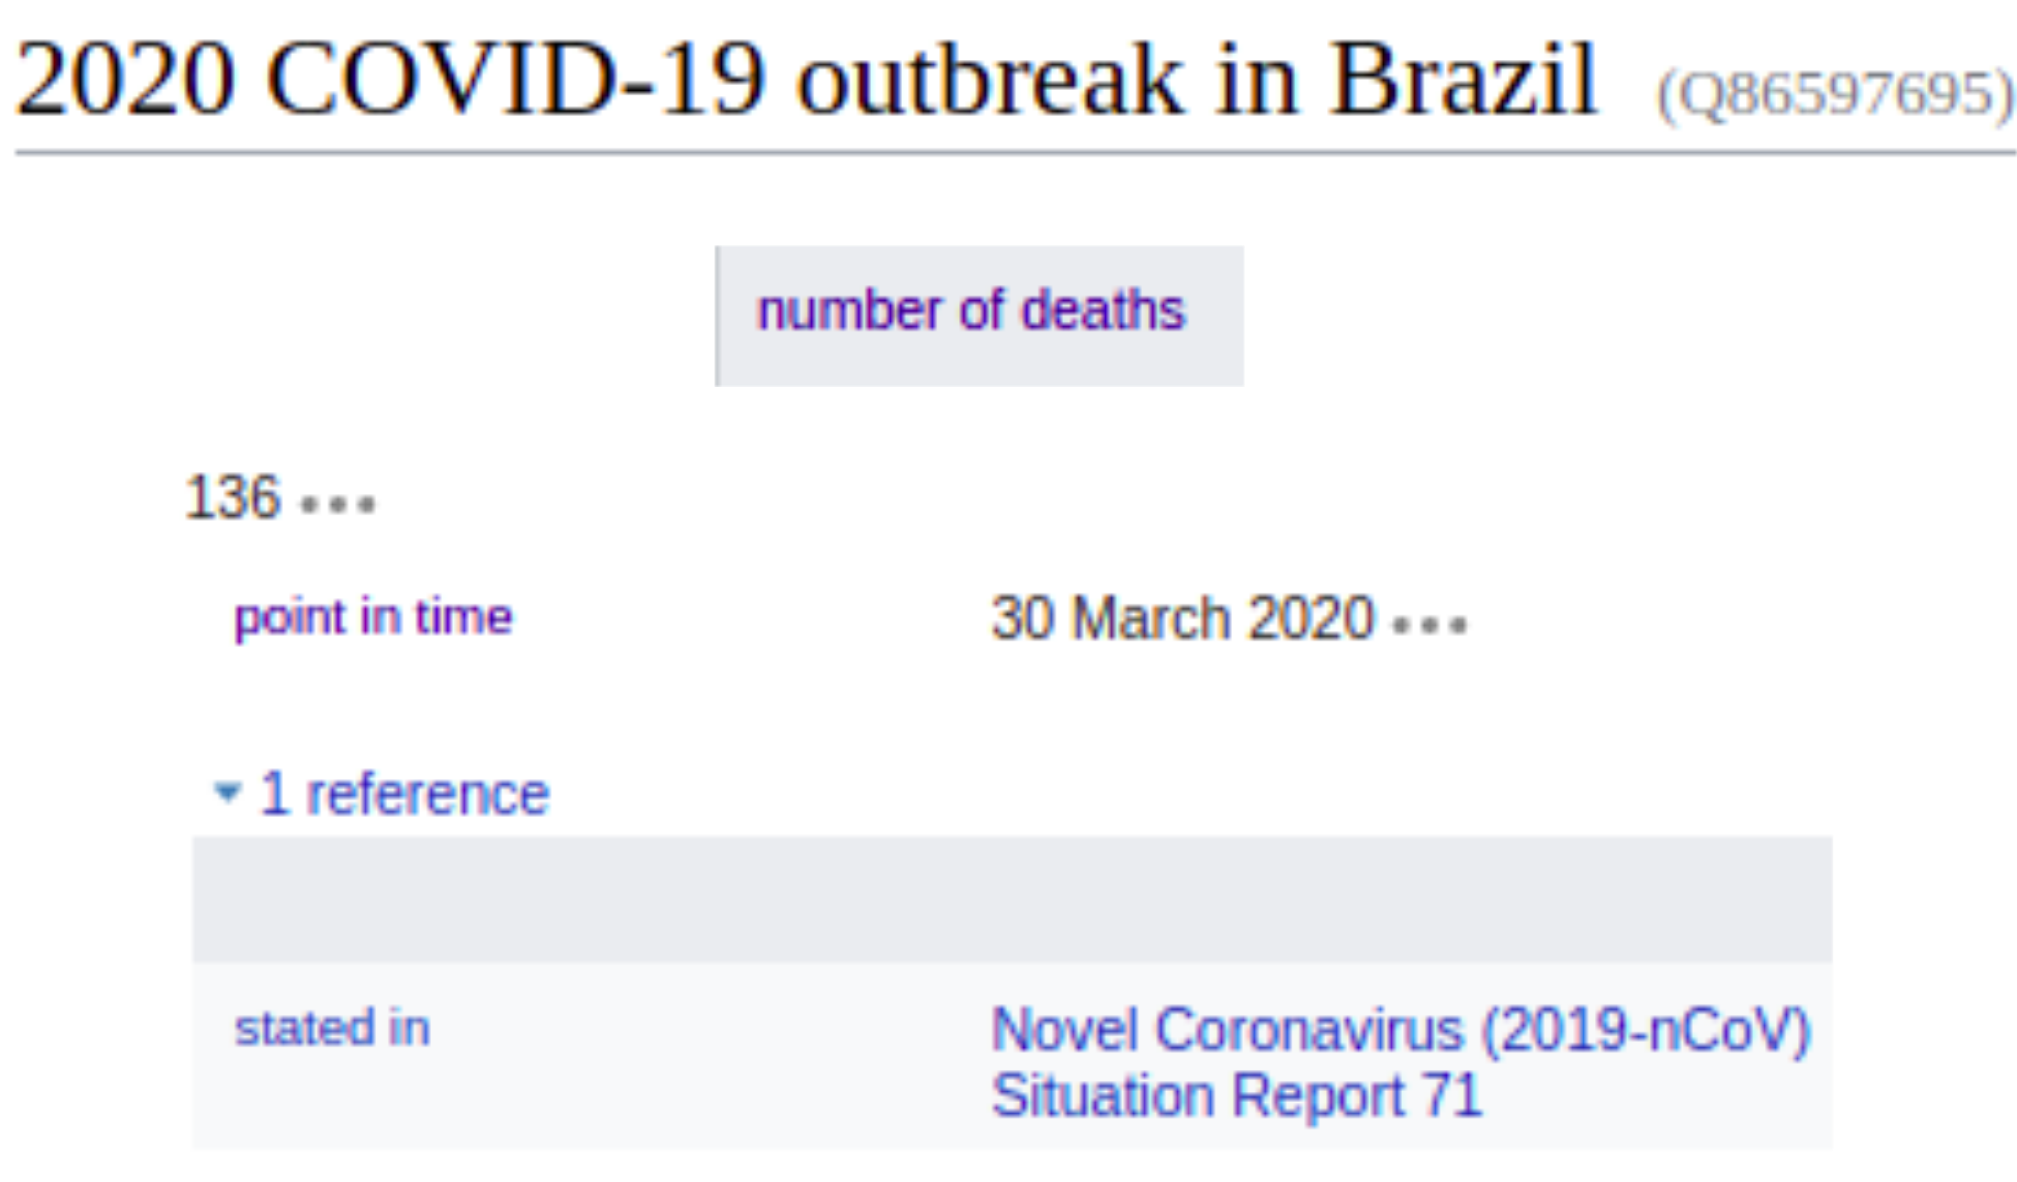 2020 COVID-19 outbreak in Brazil (Q86597695)
number of deaths
136 •••
point in time 30 March 2020 •••
1 reference
stated in Novel Coronavirus (2019-nCoV)
Situation Report 71